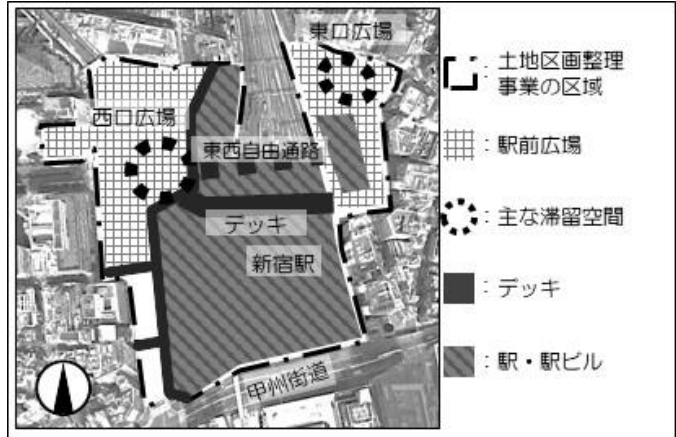 東口広場
西口広場
東西自由通路
デッキ
新宿駅
甲州街道
：土地区画整理
事業の区域
：駅前広場
：主な滞留空間
：デッキ
：駅・駅ビル